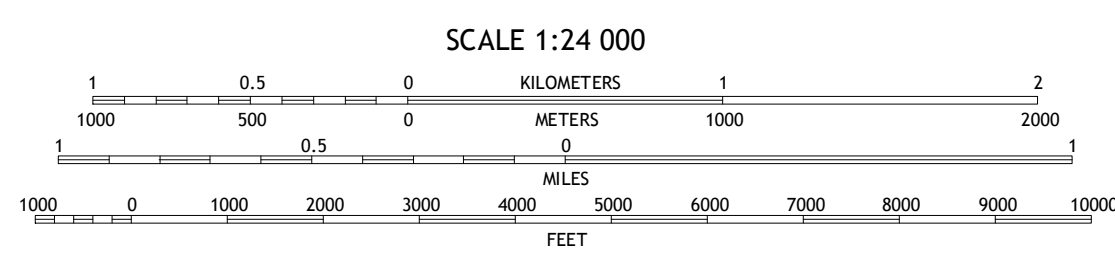 SCALE 1:24 000
1 0.5 0 KILOMETERS 1 2
1000 500 0 METERS 1000 2000
1 0.5 0 1
MILES
1000 0 1000 2000 3000 4000 5000 6000 7000 8000 9000 10000
FEET